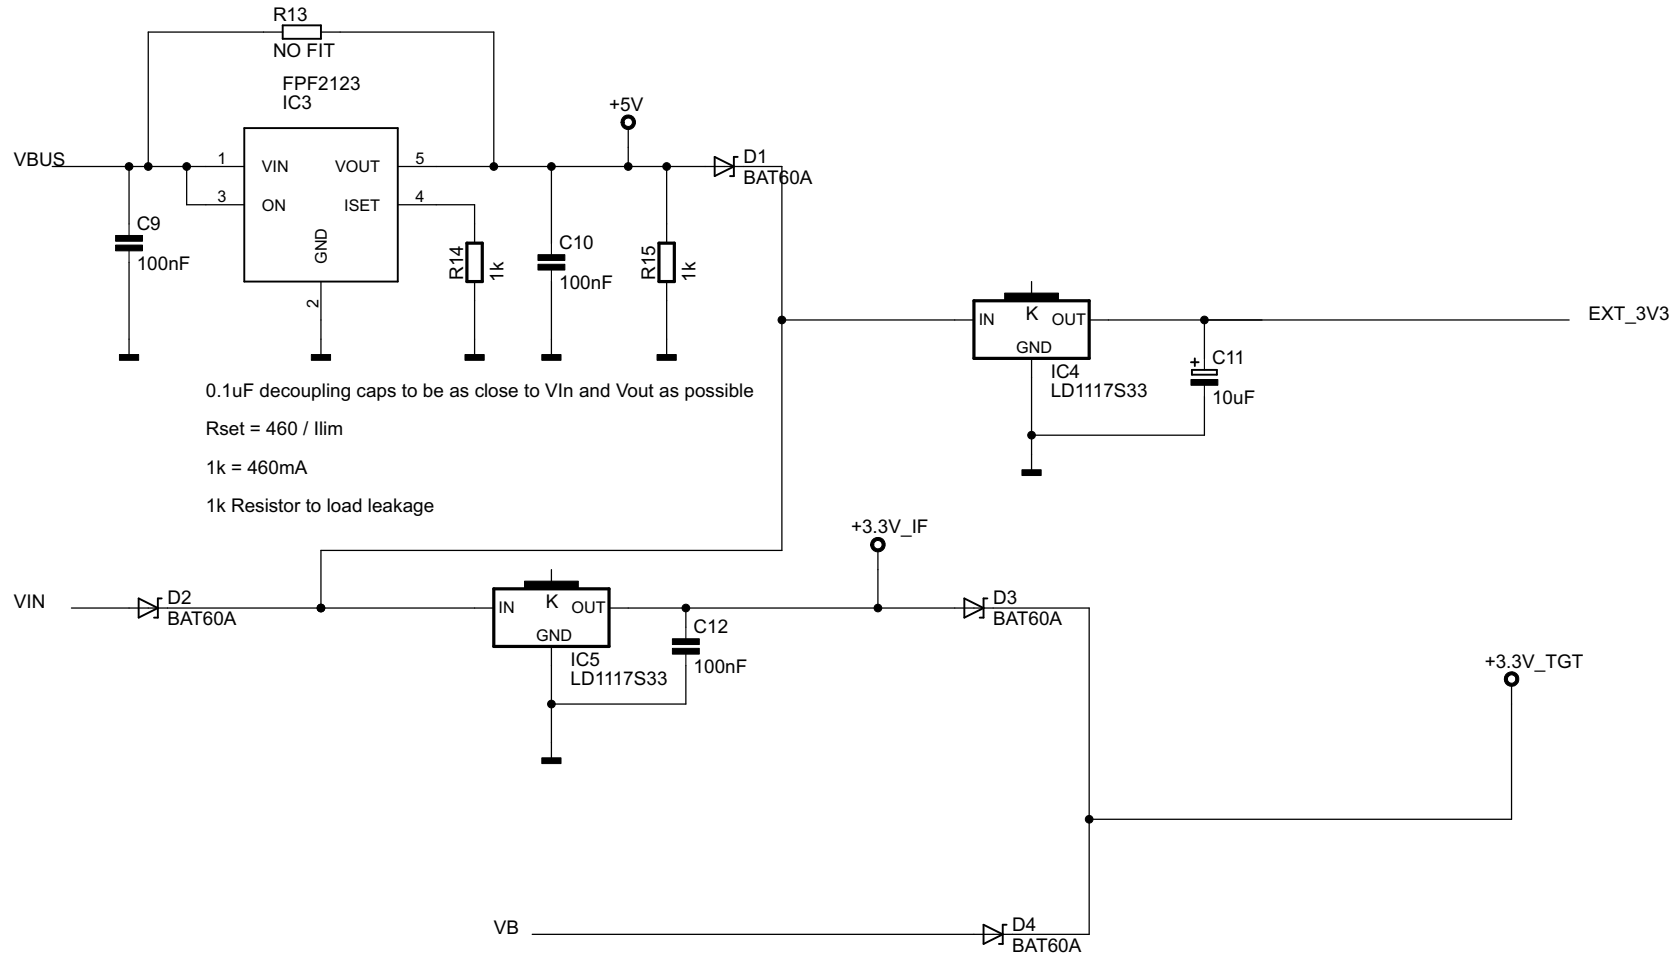 R13
NO FIT
FPF2123
IC3
+5V
VBUS
1
VIN
VOUT
5
D1
BAT60A
3
ON
ISET
4
GND
2
C9
100nF
R14
1k
C10
100nF
R15
1k
IN
K
OUT
GND
IC4
LD1117S33
EXT_3V3
+
C11
10uF
0.1uF decoupling caps to be as close to VIn and Vout as possible
Rset = 460 / Ilim
1k = 460mA
1k Resistor to load leakage
+3.3V_IF
VIN
D2
BAT60A
IN
K
OUT
GND
IC5
LD1117S33
C12
100nF
D3
BAT60A
+3.3V_TGT
VB
D4
BAT60A